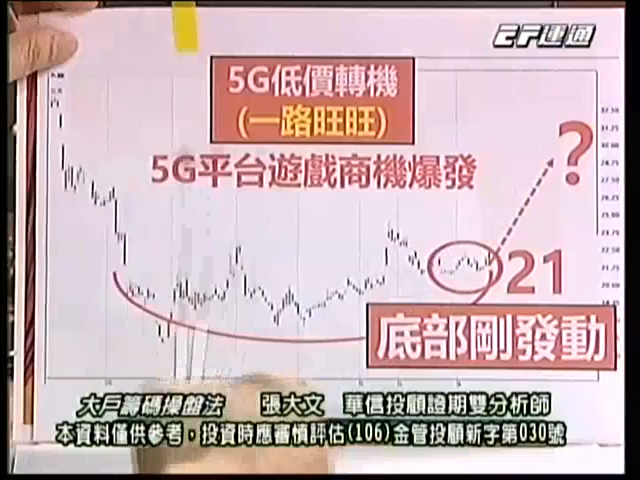 EF運通
5G低價轉機
(一路旺旺)
5G平台遊戲商機爆發
?
21
底部剛發動
大戶籌碼操盤法 張大文 華信投顧證期雙分析師
本資料僅供參考,投資時應審慎評估(106)金管投顧新字第030號